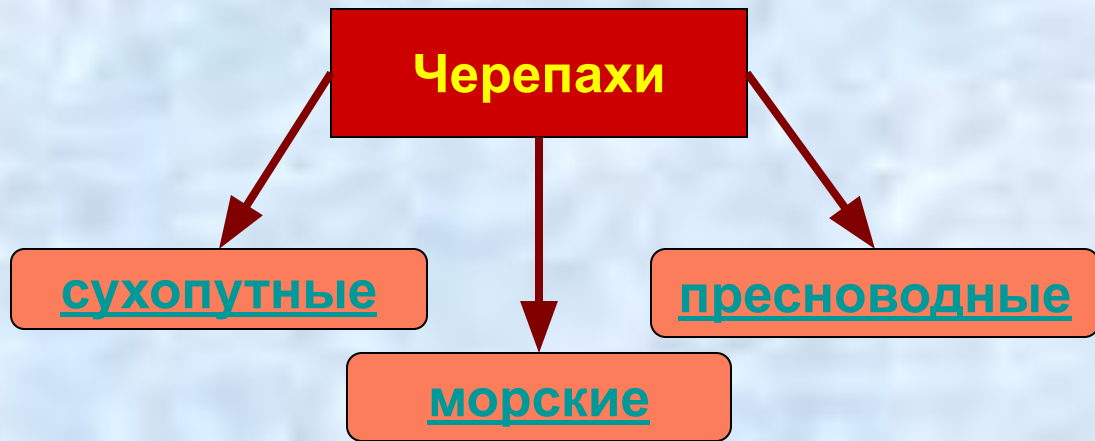 Черепахи
сухопутные
пресноводные
морские